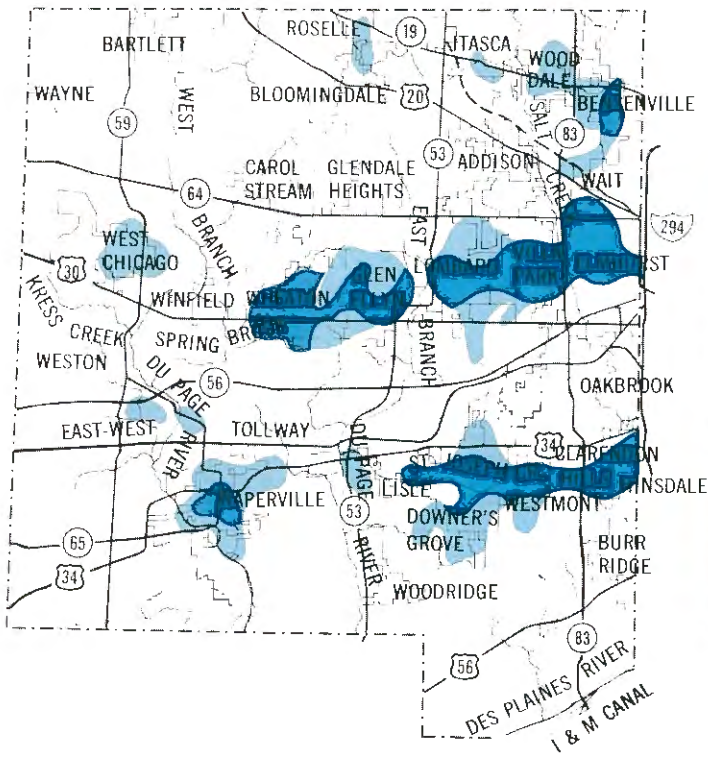 ROSELLE
19
ITASCA
BARTLETT
WOOD
DALE
WAYNE
WEST
BLOOMINGDALE
20
BENSENVILLE
59
SALT
83
53
ADDISON
CAROL
STREAM
GLENDALE
HEIGHTS
CREEK
WAIT
64
BRANCH
EAST
294
WEST
CHICAGO
30
LOMBARD
VILLA
PARK
ELMHURST
GLEN
ELLYN
WINFIELD
WHEATON
KRESS
CREEK
SPRING BROOK
BRANCH
WESTON
DU PAGE
56
OAKBROOK
EAST-WEST
RIVER
TOLLWAY
DU PAGE
34
CLARENDON
HILLS
HINSDALE
ST JOSEPH
LISLE
WESTMONT
NAPERVILLE
53
DOWNER'S
GROVE
65
RIVER
BURR
RIDGE
34
WOODRIDGE
83
56
DES PLAINES RIVER
I & M CANAL